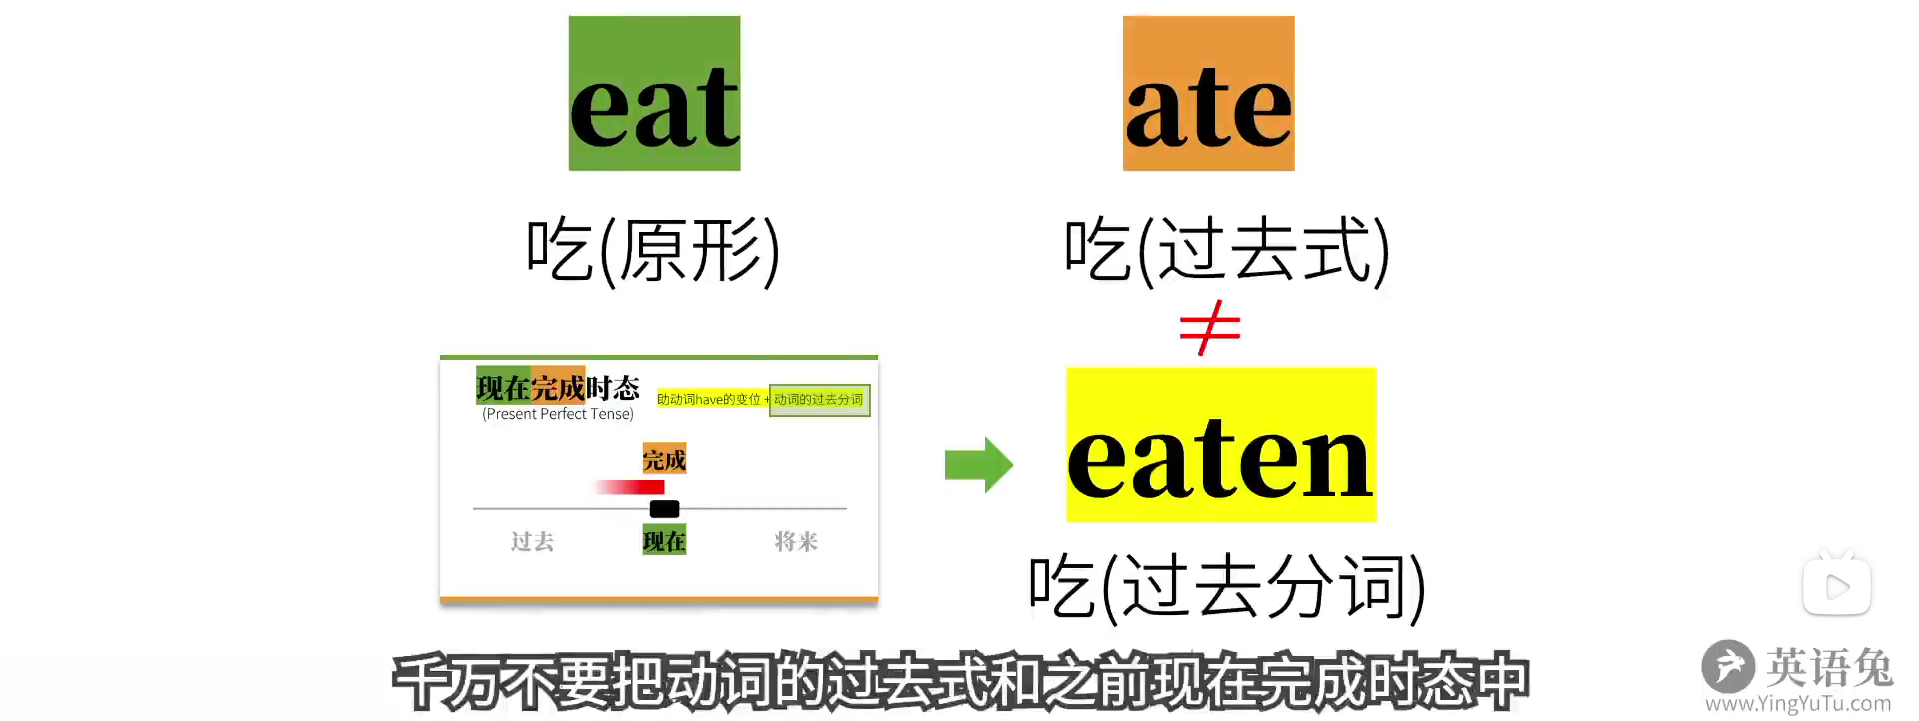 eat
ate
吃(原形)
吃(过去式)
≠
现在完成时态
(Present Perfect Tense)
助动词have的变位 + 动词的过去分词
完成
过去
现在
将来
eaten
吃(过去分词)
千万不要把动词的过去式和之前现在完成时态中
英语兔
www.YingYuTu.com